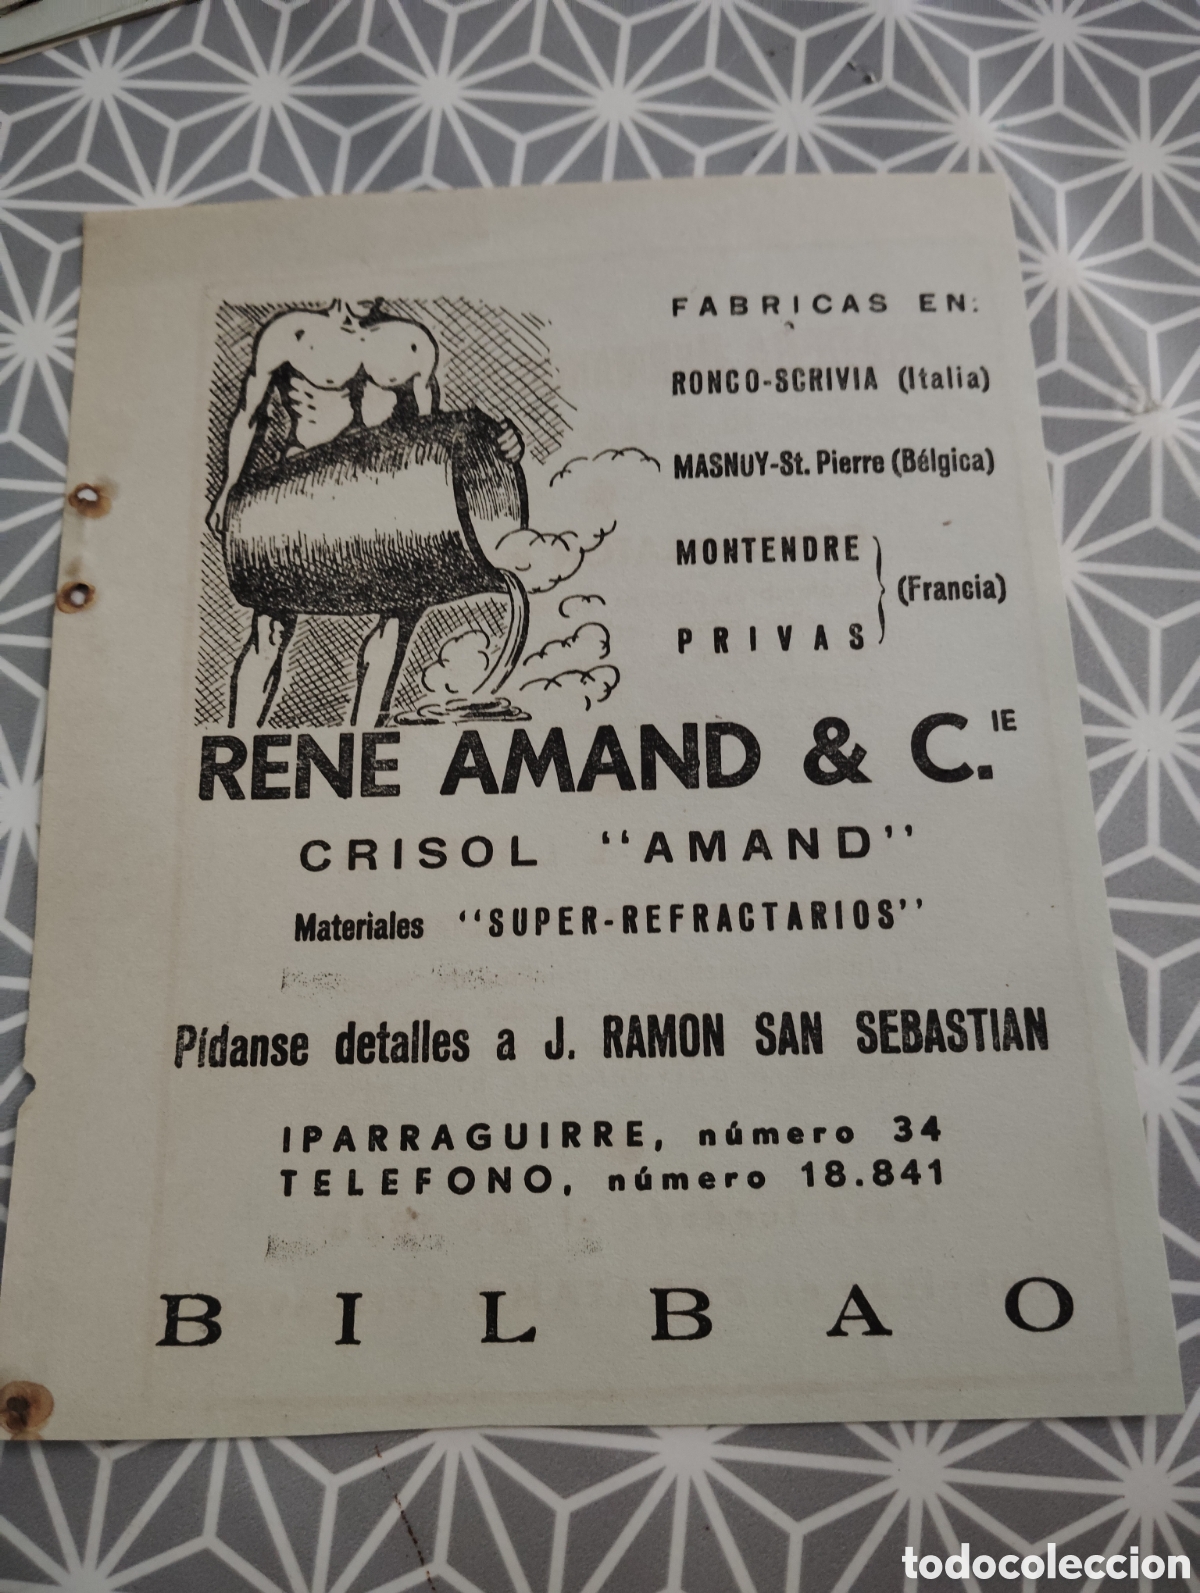 FABRICAS EN:
RONCO-SCRIVIA (Italia)
MASNUY-St. Pierre (Bélgica)
MONTENDRE
PRIVAS
(Francia)
RENE AMAND & C.IE
CRISOL "AMAND"
Materiales "SUPER-REFRACTARIOS"
Pídanse detalles a J. RAMON SAN SEBASTIAN
IPARRAGUIRRE, número 34
TELEFONO, número 18.841
BILBAO
todocoleccion